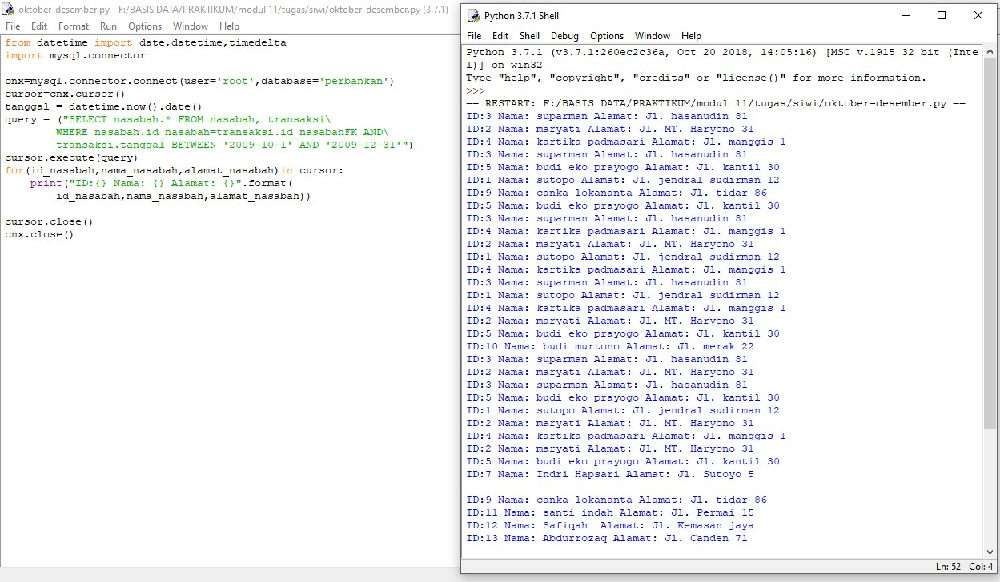 oktober-desember.py - F:/BASIS DATA/PRAKTIKUM/modul 11/tugas/siwi/oktober-desember.py (3.7.1)
File Edit Format Run Options Window Help
from datetime import date,datetime,timedelta
import mysql.connector
cnx=mysql.connector.connect(user='root',database='perbankan')
cursor=cnx.cursor()
tanggal = datetime.now().date()
query = ("SELECT nasabah.* FROM nasabah, transaksi\
        WHERE nasabah.id_nasabah=transaksi.id_nasabahFK AND\
        transaksi.tanggal BETWEEN '2009-10-1' AND '2009-12-31'")
cursor.execute(query)
for(id_nasabah,nama_nasabah,alamat_nasabah)in cursor:
    print("ID:{} Nama: {} Alamat: {}".format(
        id_nasabah,nama_nasabah,alamat_nasabah))
cursor.close()
cnx.close()
Python 3.7.1 Shell
File Edit Shell Debug Options Window Help
Python 3.7.1 (v3.7.1:260ec2c36a, Oct 20 2018, 14:05:16) [MSC v.1915 32 bit (Inte
l)] on win32
Type "help", "copyright", "credits" or "license()" for more information.
>>>
== RESTART: F:/BASIS DATA/PRAKTIKUM/modul 11/tugas/siwi/oktober-desember.py ==
ID:3 Nama: suparman Alamat: Jl. hasanudin 81
ID:2 Nama: maryati Alamat: Jl. MT. Haryono 31
ID:4 Nama: kartika padmasari Alamat: Jl. manggis 1
ID:3 Nama: suparman Alamat: Jl. hasanudin 81
ID:5 Nama: budi eko prayogo Alamat: Jl. kantil 30
ID:1 Nama: sutopo Alamat: Jl. jendral sudirman 12
ID:9 Nama: canka lokananta Alamat: Jl. tidar 86
ID:5 Nama: budi eko prayogo Alamat: Jl. kantil 30
ID:3 Nama: suparman Alamat: Jl. hasanudin 81
ID:4 Nama: kartika padmasari Alamat: Jl. manggis 1
ID:2 Nama: maryati Alamat: Jl. MT. Haryono 31
ID:1 Nama: sutopo Alamat: Jl. jendral sudirman 12
ID:4 Nama: kartika padmasari Alamat: Jl. manggis 1
ID:3 Nama: suparman Alamat: Jl. hasanudin 81
ID:1 Nama: sutopo Alamat: Jl. jendral sudirman 12
ID:4 Nama: kartika padmasari Alamat: Jl. manggis 1
ID:2 Nama: maryati Alamat: Jl. MT. Haryono 31
ID:5 Nama: budi eko prayogo Alamat: Jl. kantil 30
ID:10 Nama: budi murtono Alamat: Jl. merak 22
ID:3 Nama: suparman Alamat: Jl. hasanudin 81
ID:2 Nama: maryati Alamat: Jl. MT. Haryono 31
ID:3 Nama: suparman Alamat: Jl. hasanudin 81
ID:5 Nama: budi eko prayogo Alamat: Jl. kantil 30
ID:1 Nama: sutopo Alamat: Jl. jendral sudirman 12
ID:2 Nama: maryati Alamat: Jl. MT. Haryono 31
ID:4 Nama: kartika padmasari Alamat: Jl. manggis 1
ID:2 Nama: maryati Alamat: Jl. MT. Haryono 31
ID:5 Nama: budi eko prayogo Alamat: Jl. kantil 30
ID:7 Nama: Indri Hapsari Alamat: Jl. Sutoyo 5
ID:9 Nama: canka lokananta Alamat: Jl. tidar 86
ID:11 Nama: santi indah Alamat: Jl. Permai 15
ID:12 Nama: Safiqah  Alamat: Jl. Kemasan jaya
ID:13 Nama: Abdurrozaq Alamat: Jl. Canden 71
Ln: 52 Col: 4